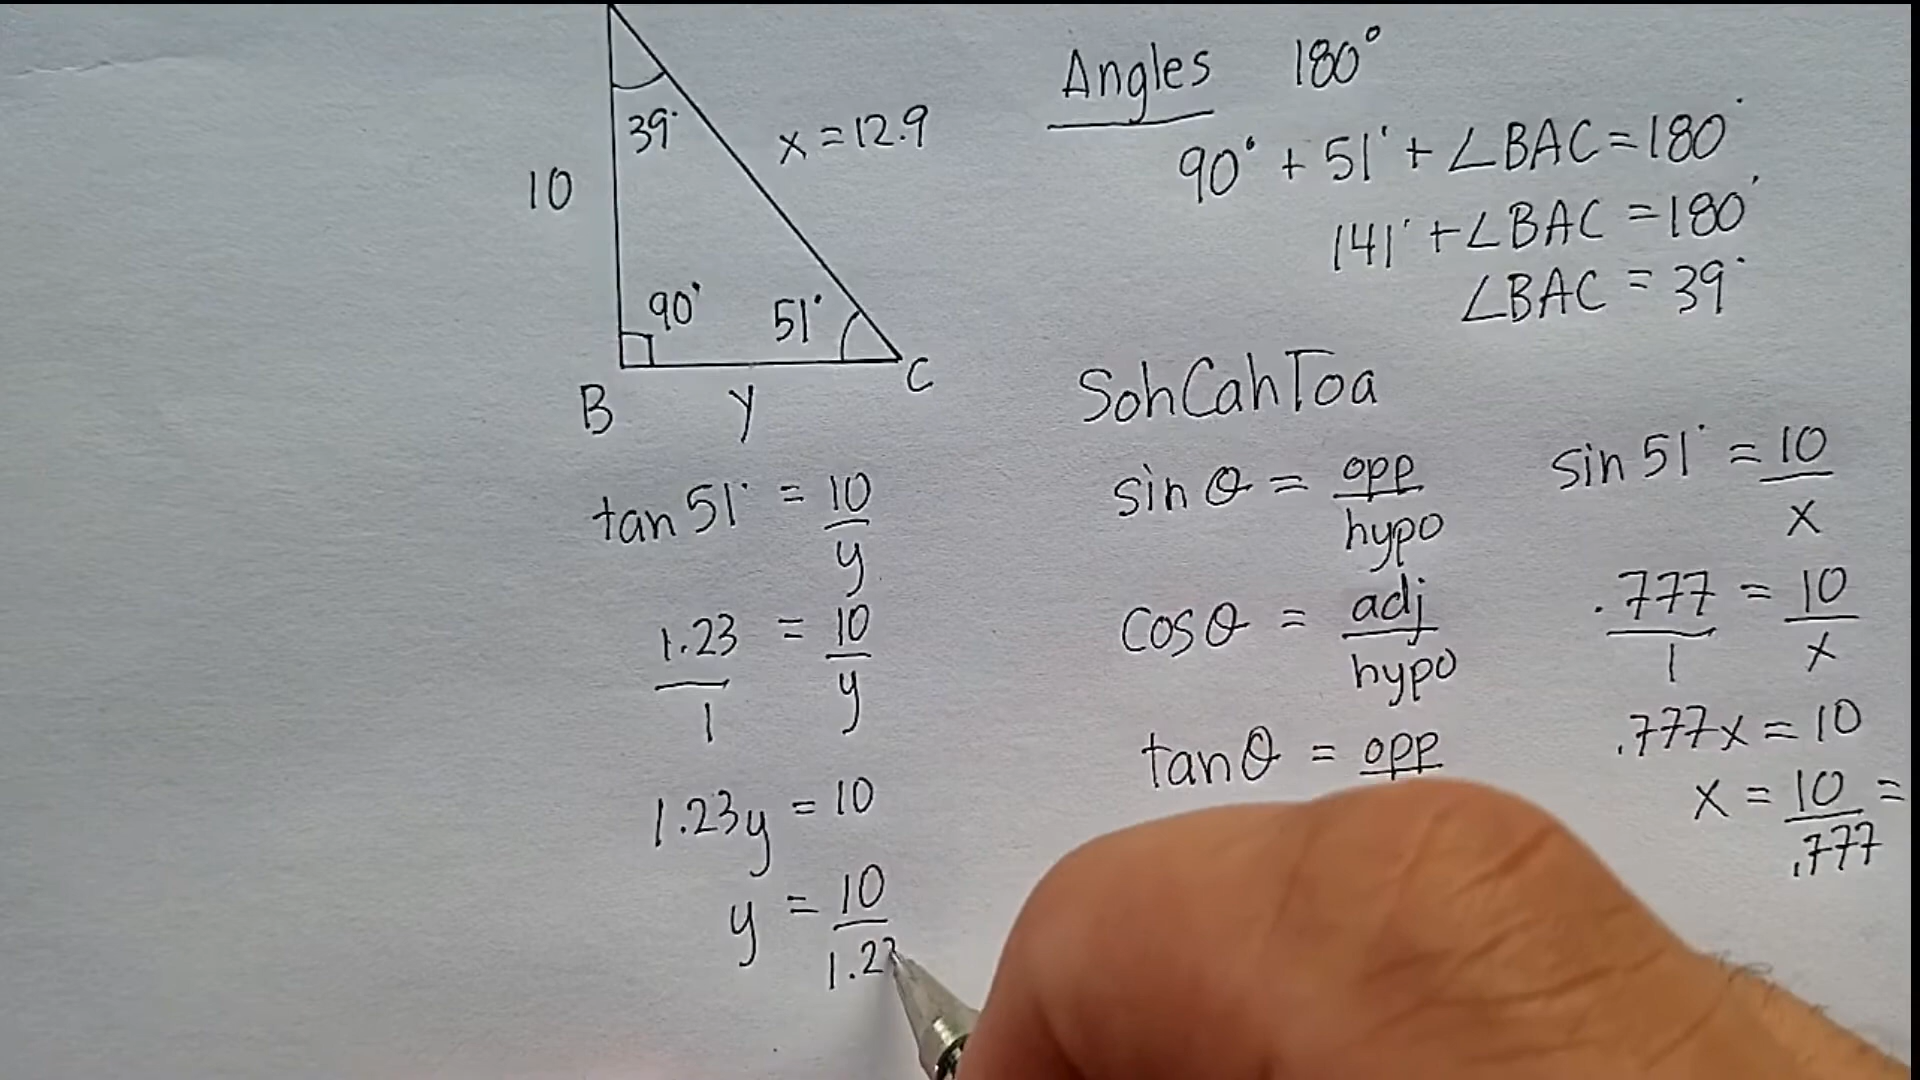 39°
x = 12.9
10
90°
51°
B
y
C
tan 51° = 10/y
1.23/1 = 10/y
1.23y = 10
y = 10/1.23
Angles 180°
90° + 51° + ∠BAC = 180°
141° + ∠BAC = 180°
∠BAC = 39°
SohCahToa
sin θ = opp/hypo
cos θ = adj/hypo
tan θ = opp
sin 51° = 10/x
.777/1 = 10/x
.777x = 10
x = 10/.777 =